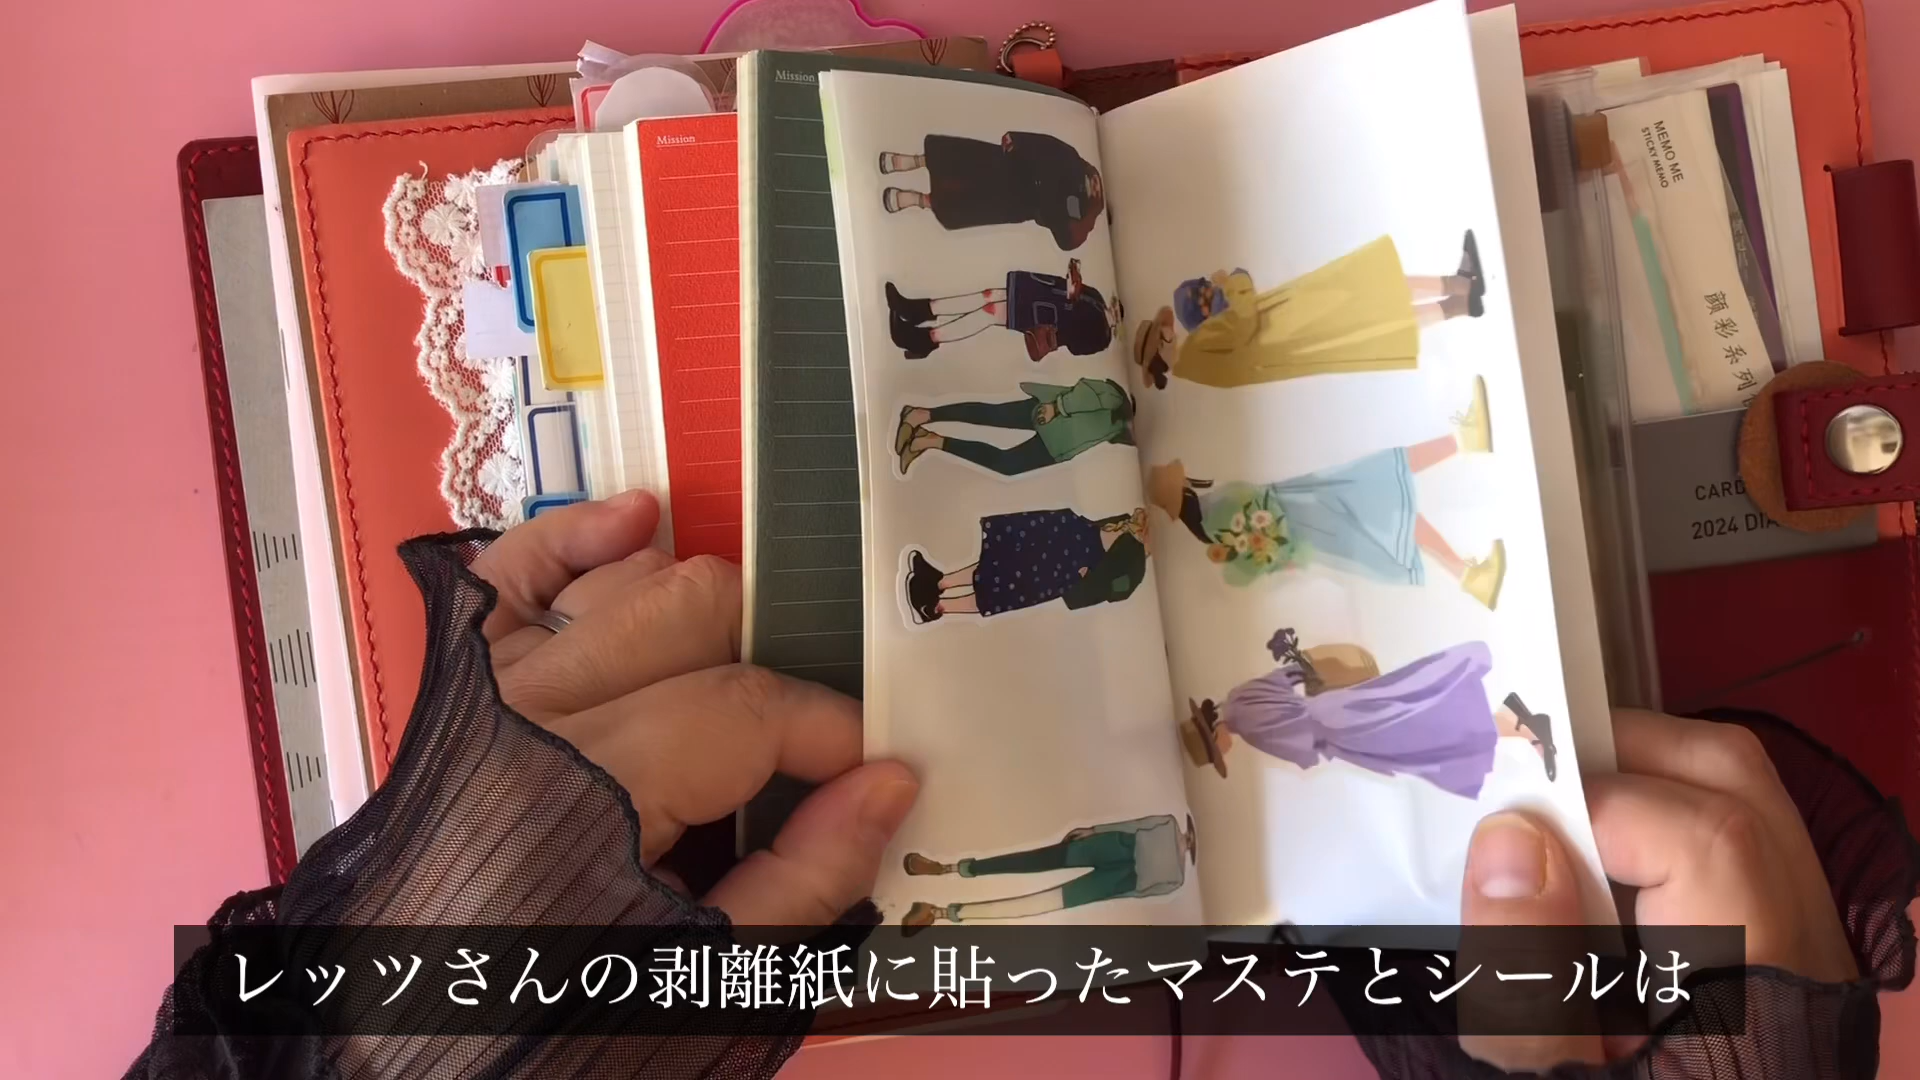 Mission
Mission
MEMO ME
STICKY MEMO
顔彩系列
CARD
2024 DIA
レッツさんの剥離紙に貼ったマステとシールは